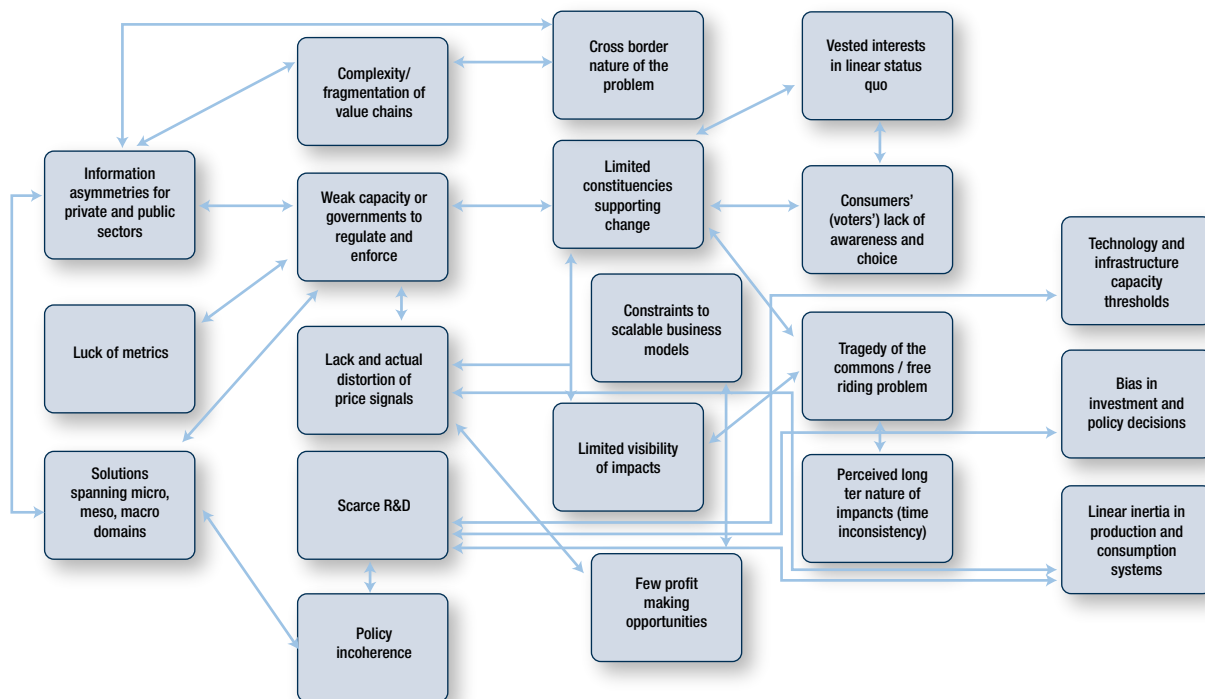 Cross border
nature of the
problem
Vested interests
in linear status
quo
Complexity/
fragmentation of
value chains
Information
asymmetries for
private and public
sectors
Weak capacity or
governments to
regulate and
enforce
Limited
constituencies
supporting
change
Consumers’
(voters’) lack of
awareness and
choice
Technology and
infrastructure
capacity
thresholds
Luck of metrics
Lack and actual
distortion of
price signals
Constraints to
scalable business
models
Tragedy of the
commons / free
riding problem
Bias in
investment and
policy decisions
Limited visibility
of impacts
Solutions
spanning micro,
meso, macro
domains
Scarce R&D
Perceived long
ter nature of
impancts (time
inconsistency)
Linear inertia in
production and
consumption
systems
Few profit
making
opportunities
Policy
incoherence